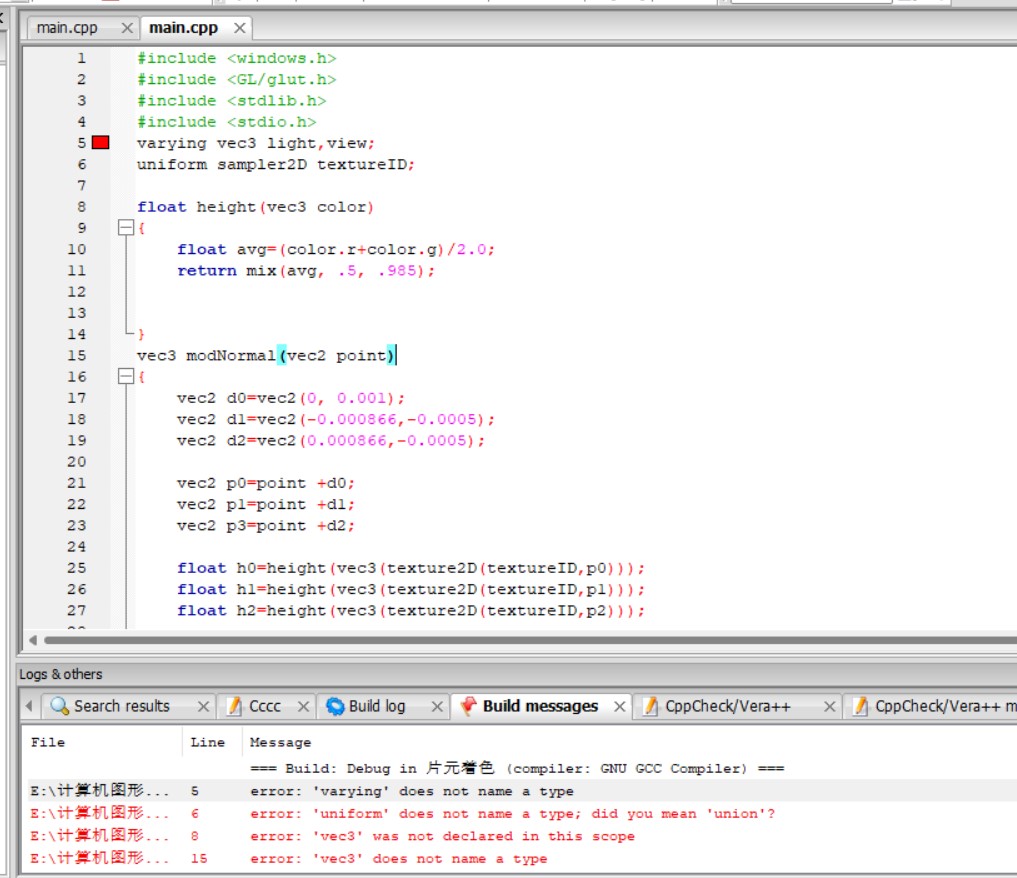 main.cpp main.cpp
1 #include <windows.h>
2 #include <GL/glut.h>
3 #include <stdlib.h>
4 #include <stdio.h>
5 varying vec3 light,view;
6 uniform sampler2D textureID;
7
8 float height(vec3 color)
9 {
10 float avg=(color.r+color.g)/2.0;
11 return mix(avg, .5, .985);
12
13
14 }
15 vec3 modNormal(vec2 point)
16 {
17 vec2 d0=vec2(0, 0.001);
18 vec2 d1=vec2(-0.000866,-0.0005);
19 vec2 d2=vec2(0.000866,-0.0005);
20
21 vec2 p0=point +d0;
22 vec2 p1=point +d1;
23 vec2 p3=point +d2;
24
25 float h0=height(vec3(texture2D(textureID,p0)));
26 float h1=height(vec3(texture2D(textureID,p1)));
27 float h2=height(vec3(texture2D(textureID,p2)));
Logs & others
Search results Cccc Build log Build messages CppCheck/Vera++ CppCheck/Vera++ m
File Line Message
=== Build: Debug in 片元着色 (compiler: GNU GCC Compiler) ===
E:\计算机图形... 5 error: 'varying' does not name a type
E:\计算机图形... 6 error: 'uniform' does not name a type; did you mean 'union'?
E:\计算机图形... 8 error: 'vec3' was not declared in this scope
E:\计算机图形... 15 error: 'vec3' does not name a type